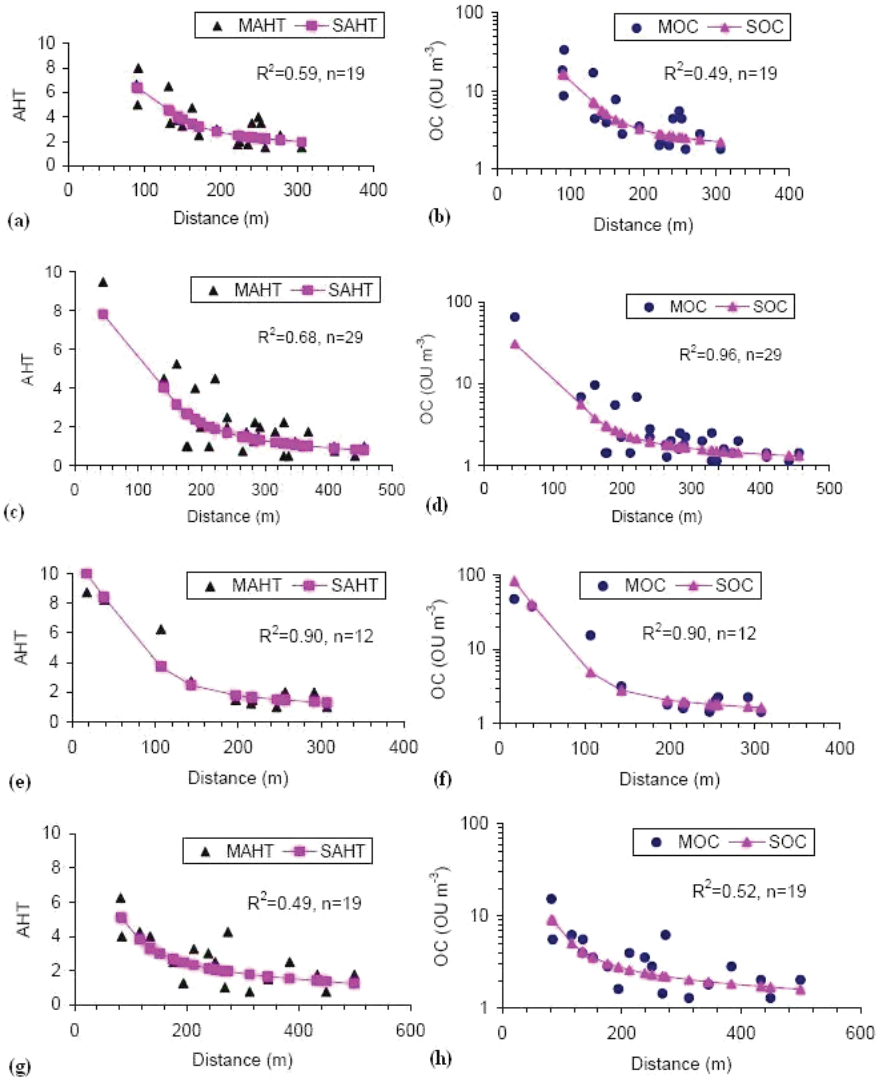 MAHT SAHT
R2=0.59, n=19
AHT
10
8
6
4
2
0
0 100 200 300 400
Distance (m)
(a)
MOC SOC
R2=0.49, n=19
OC (OU m-3)
100
10
1
0 100 200 300 400
Distance (m)
(b)
MAHT SAHT
R2=0.68, n=29
AHT
10
8
6
4
2
0
0 100 200 300 400 500
Distance (m)
(c)
MOC SOC
R2=0.96, n=29
OC (OU m-3)
100
10
1
0 100 200 300 400 500
Distance (m)
(d)
MAHT SAHT
R2=0.90, n=12
AHT
10
8
6
4
2
0
0 100 200 300 400
Distance (m)
(e)
MOC SOC
R2=0.90, n=12
OC (OU m-3)
100
10
1
0 100 200 300 400
Distance (m)
(f)
MAHT SAHT
R2=0.49, n=19
AHT
10
8
6
4
2
0
0 200 400 600
Distance (m)
(g)
MOC SOC
R2=0.52, n=19
OC (OU m-3)
100
10
1
0 200 400 600
Distance (m)
(h)